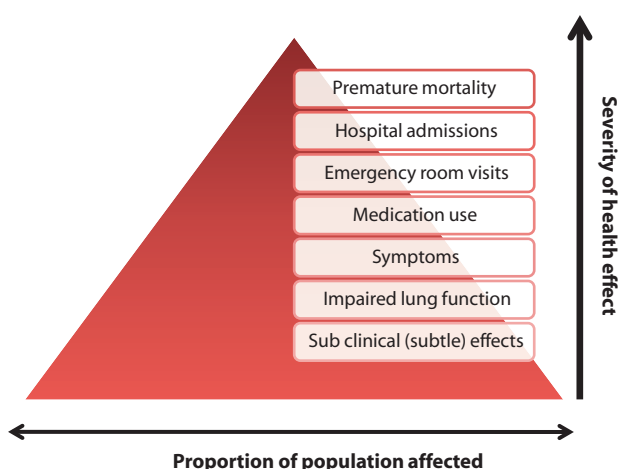 Premature mortality
Hospital admissions
Emergency room visits
Medication use
Symptoms
Impaired lung function
Sub clinical (subtle) effects
Severity of health effect
Proportion of population affected